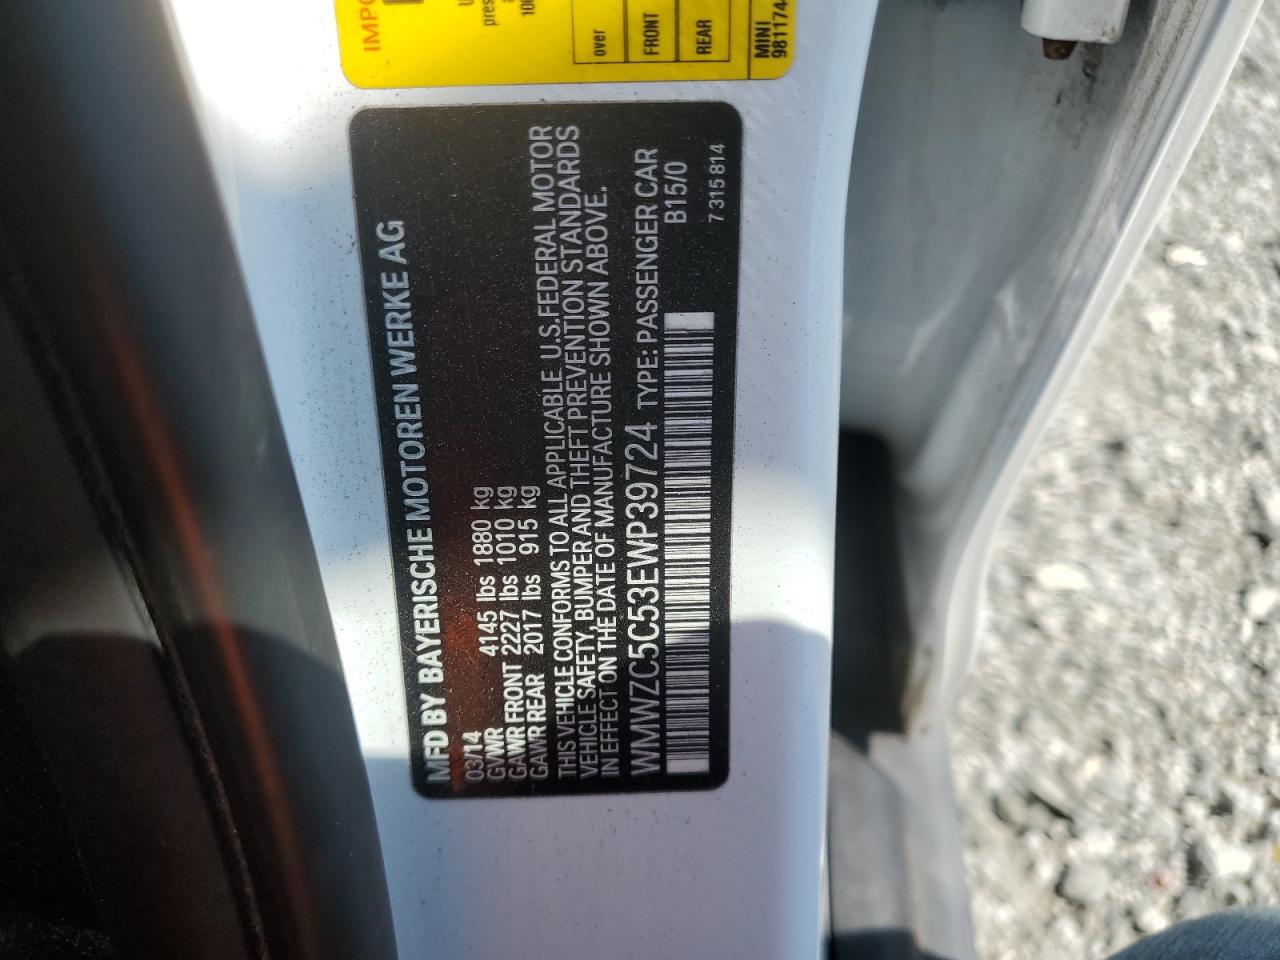 MFD BY BAYERISCHE MOTOREN WERKE AG
03/14
GVWR 4145 lbs 1880 kg
GAWR FRONT 2227 lbs 1010 kg
GAWR REAR 2017 lbs 915 kg
THIS VEHICLE CONFORMS TO ALL APPLICABLE U.S.FEDERAL MOTOR
VEHICLE SAFETY, BUMPER AND THEFT PREVENTION STANDARDS
IN EFFECT ON THE DATE OF MANUFACTURE SHOWN ABOVE.
WMWZC5C53EWP39724 TYPE: PASSENGER CAR
B15/0
7 315 814
over
FRONT
REAR
MINI